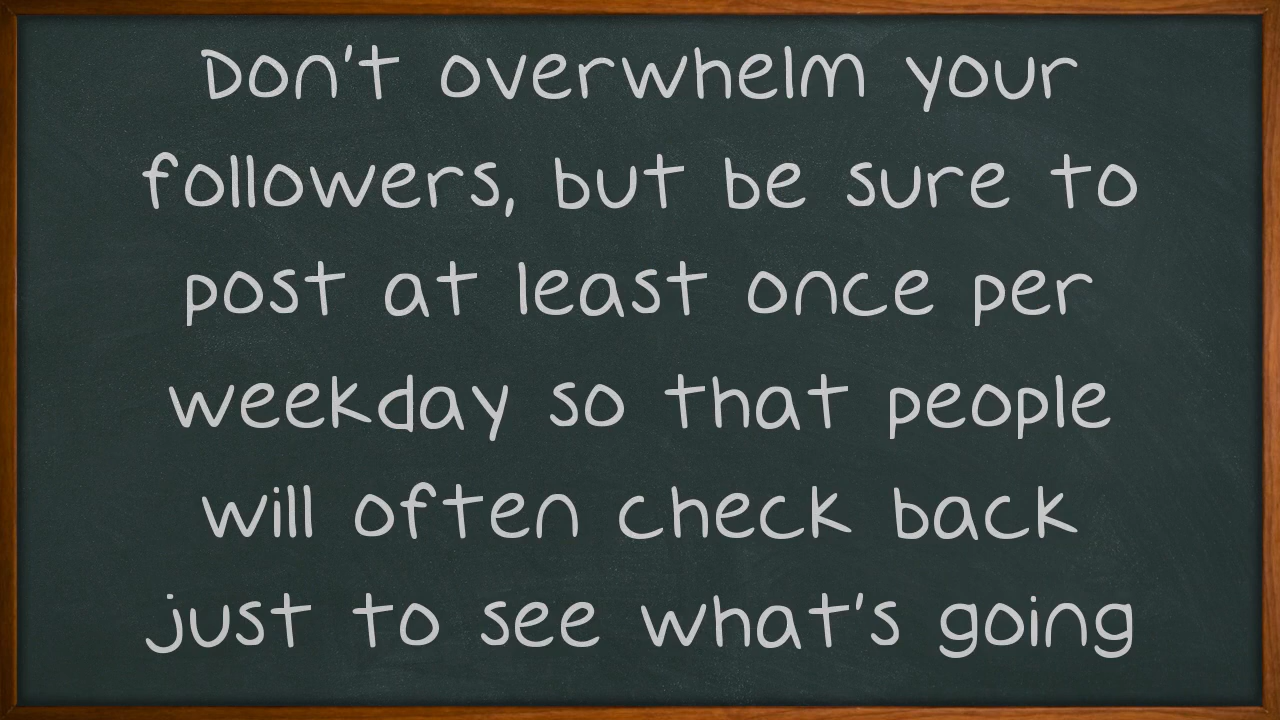 Don't overwhelm your
followers, but be sure to
post at least once per
weekday so that people
will often check back
just to see what's going